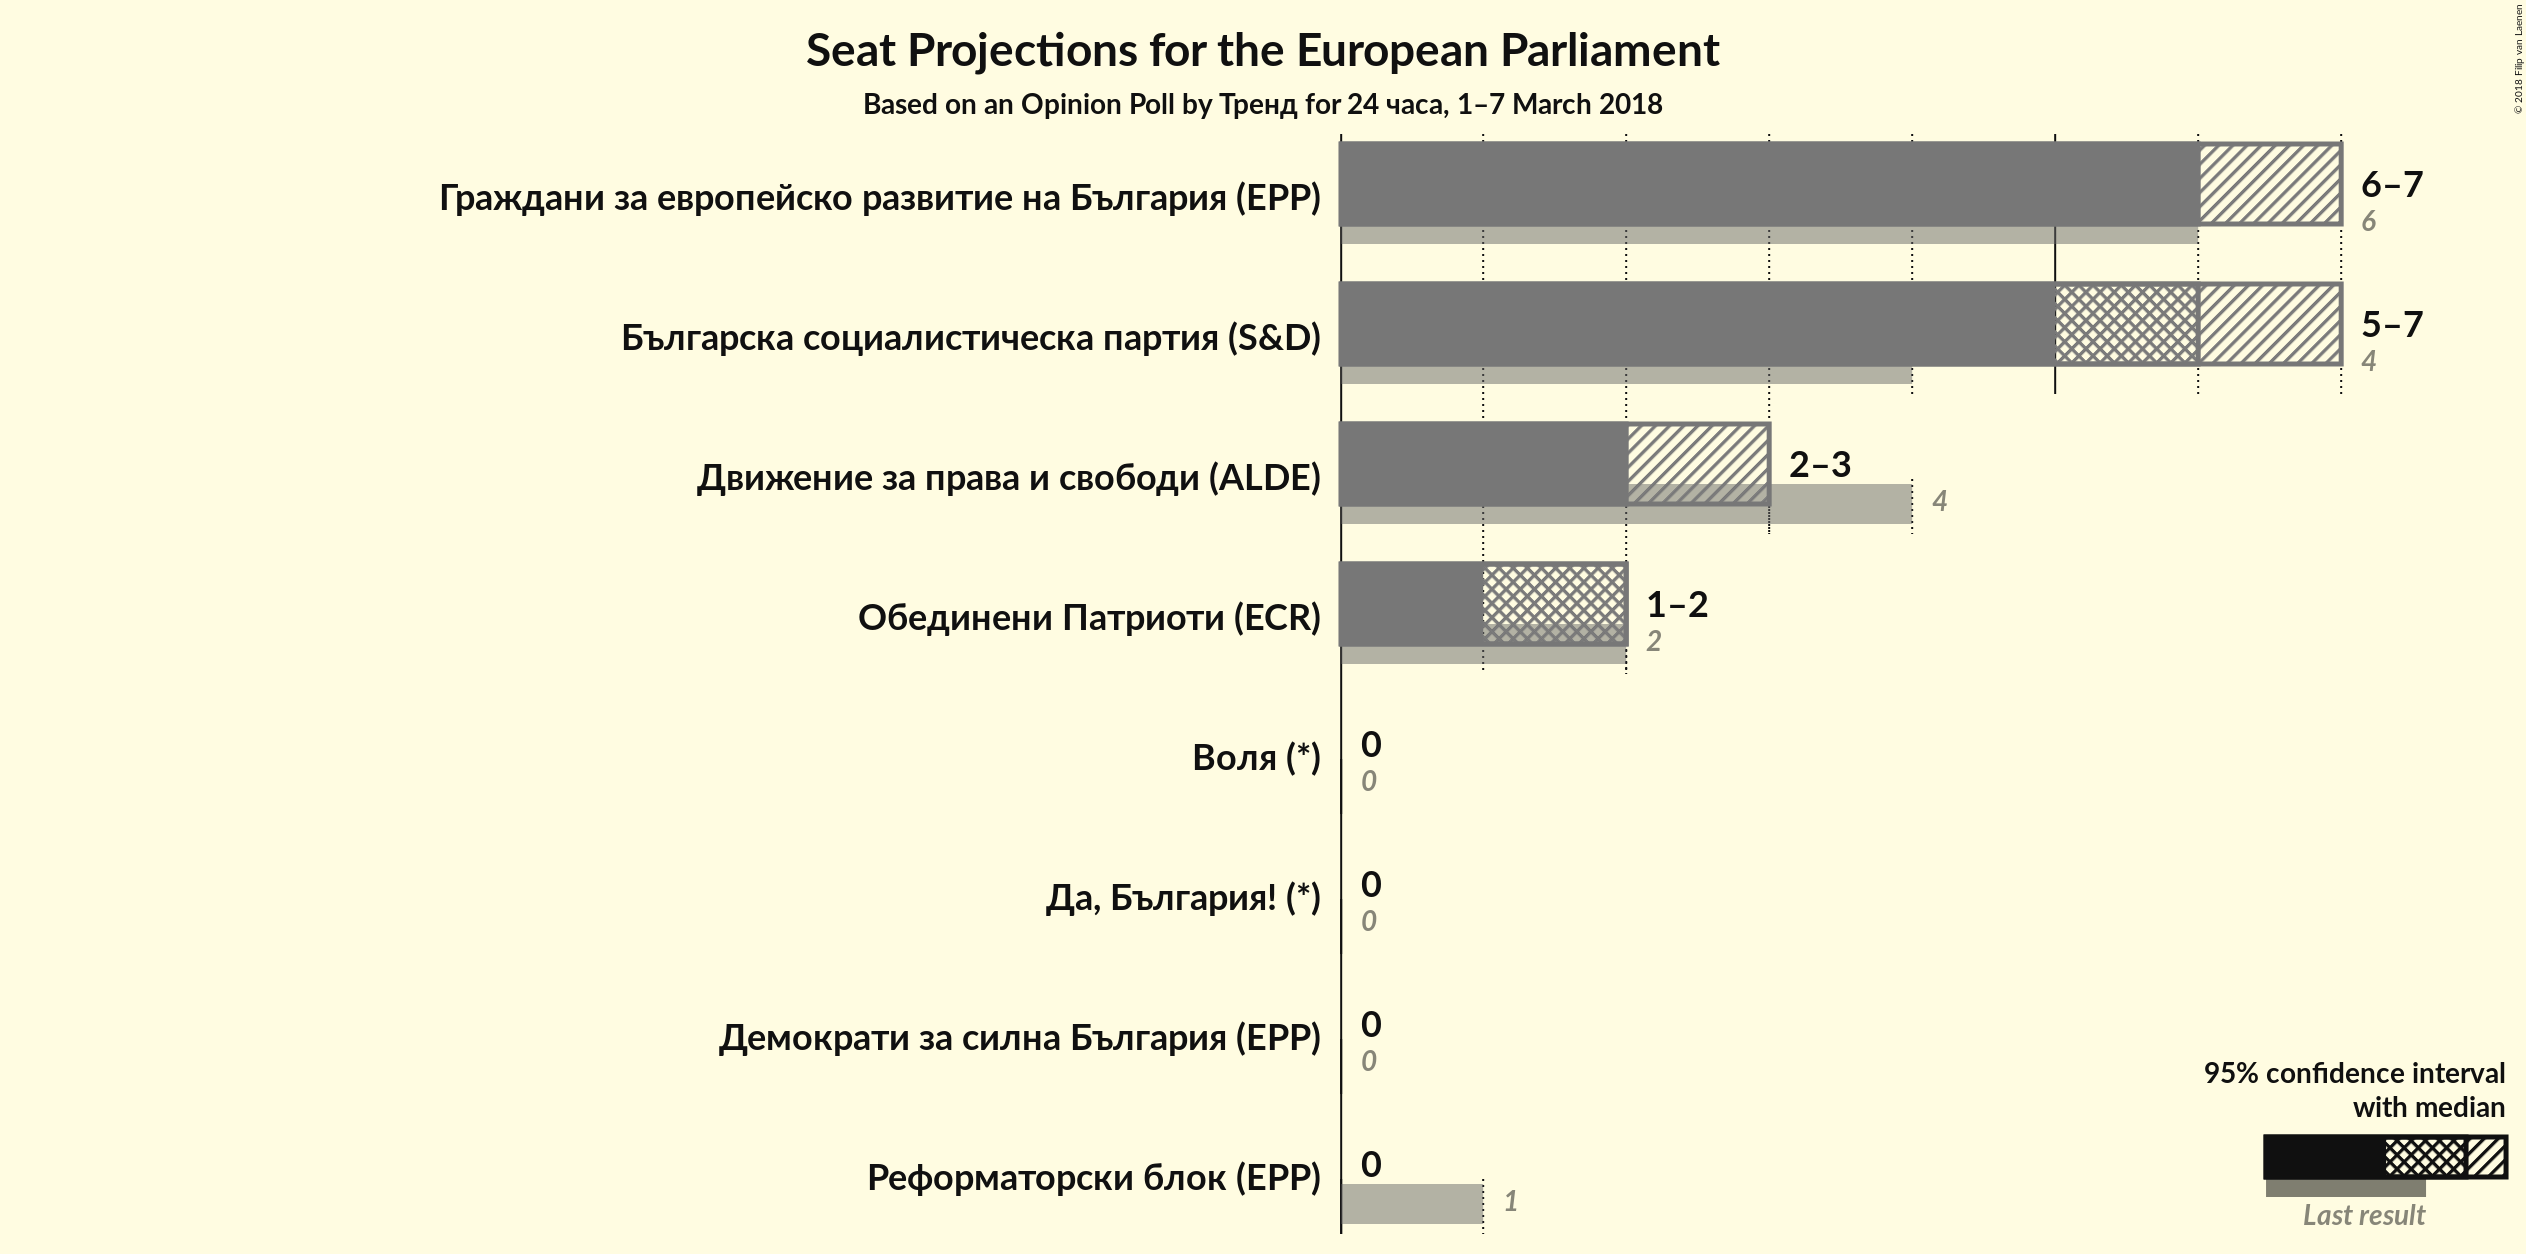 Seat Projections for the European Parliament
Based on an Opinion Poll by Тренд for 24 часа, 1–7 March 2018
© 2018 Filip van Laenen
Граждани за европейско развитие на България (EPP)
6–7
6
Българска социалистическа партия (S&D)
5–7
4
Движение за права и свободи (ALDE)
2–3
4
Обединени Патриоти (ECR)
1–2
2
Воля (*)
0
0
Да, България! (*)
0
0
Демократи за силна България (EPP)
0
0
Реформаторски блок (EPP)
0
1
95% confidence interval
with median
Last result